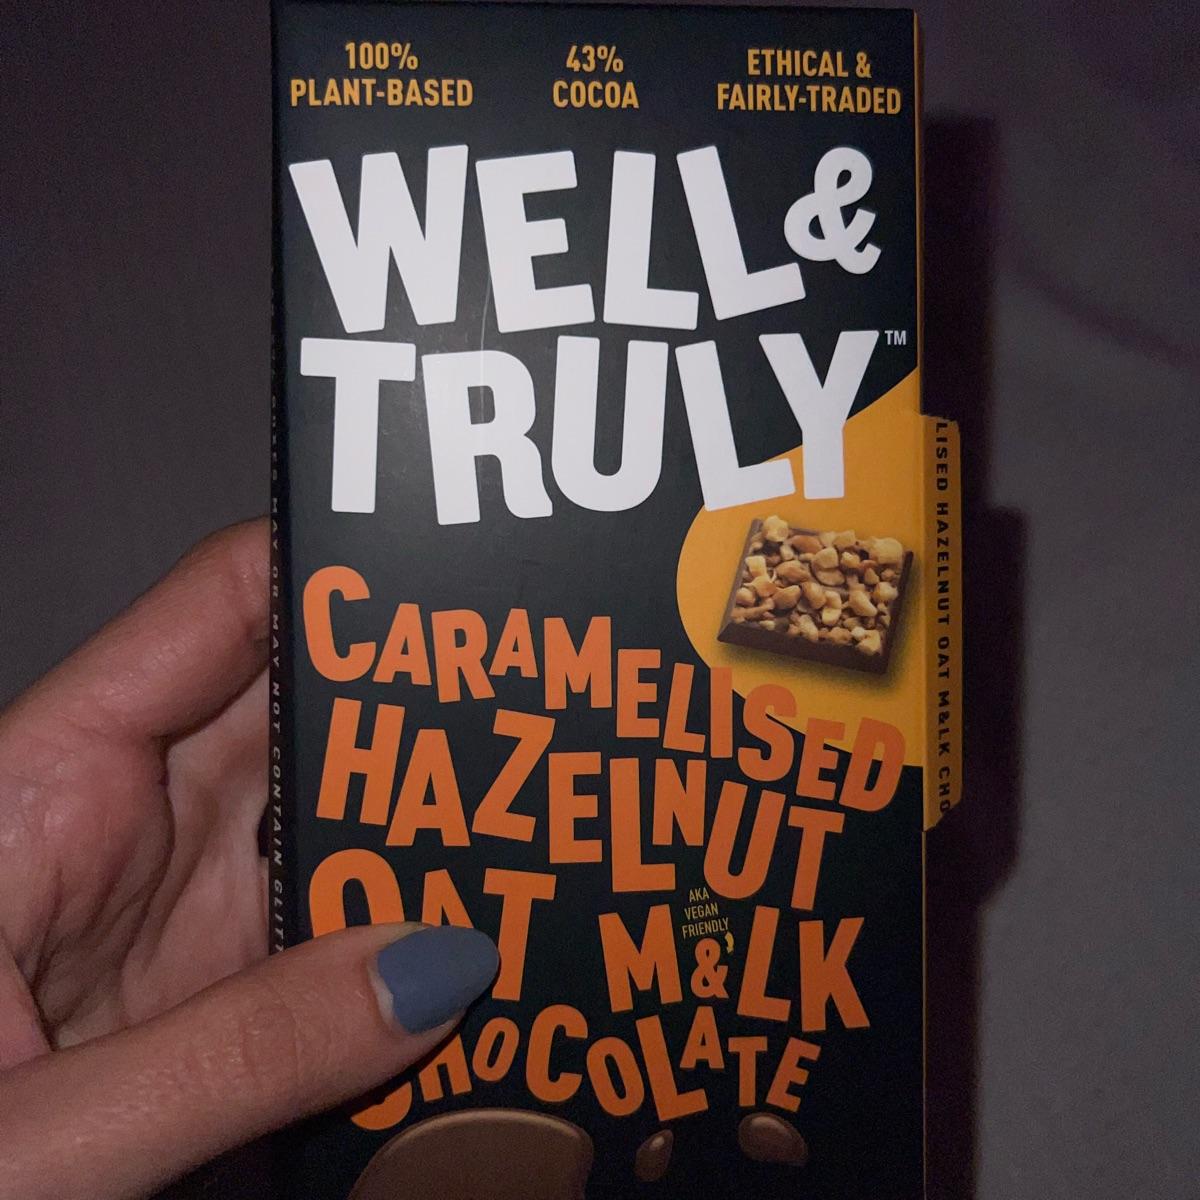 100%
PLANT-BASED
43%
COCOA
ETHICAL &
FAIRLY-TRADED
WELL&
TRULY™
CARAMELISED
HAZELNUT
OAT M&LK
AKA
VEGAN
FRIENDLY
CHOCOLATE
LISED HAZELNUT OAT M&LK CHO
MAY OR MAY NOT CONTAIN GLIT